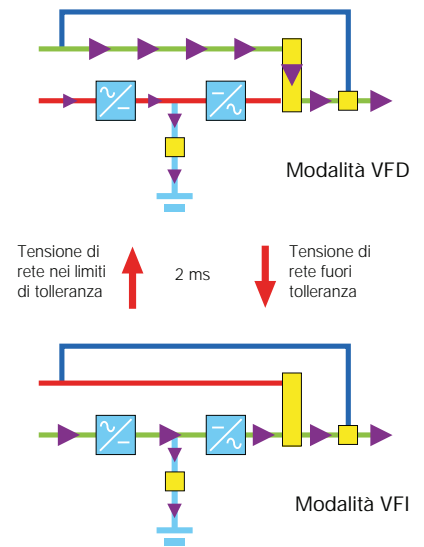 Modalità VFD
Tensione di
rete nei limiti
di tolleranza
2 ms
Tensione di
rete fuori
tolleranza
Modalità VFI